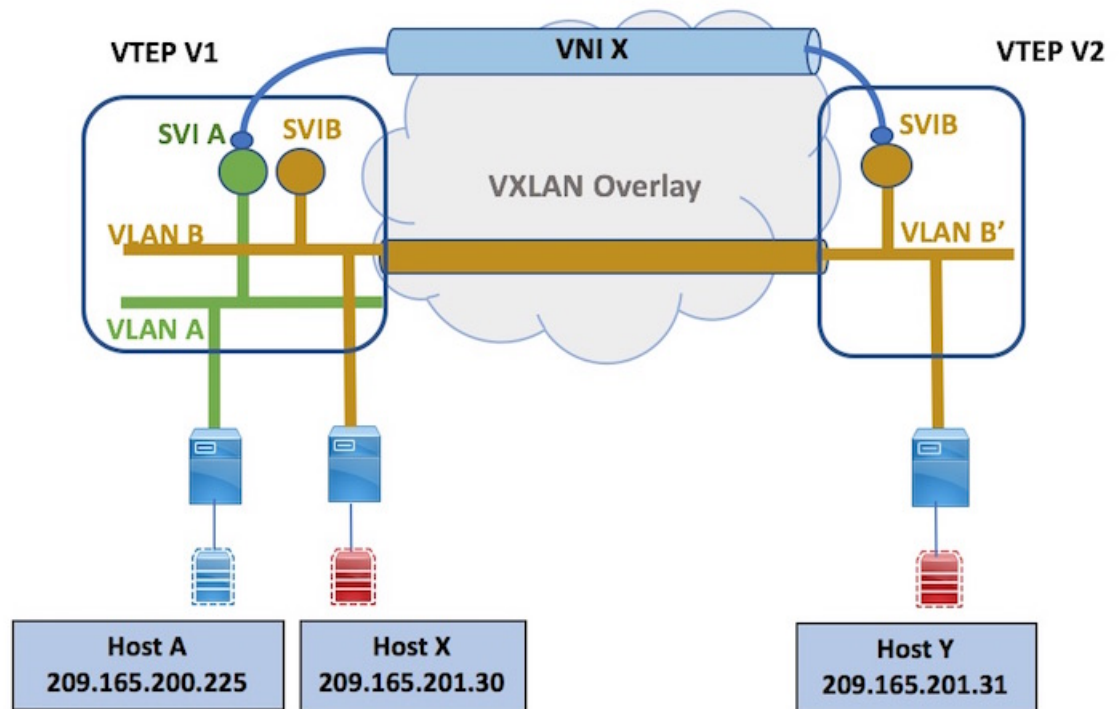 VTEP V1
VNI X
VTEP V2
SVI A
SVIB
SVIB
VXLAN Overlay
VLAN B
VLAN B’
VLAN A
Host A
209.165.200.225
Host X
209.165.201.30
Host Y
209.165.201.31